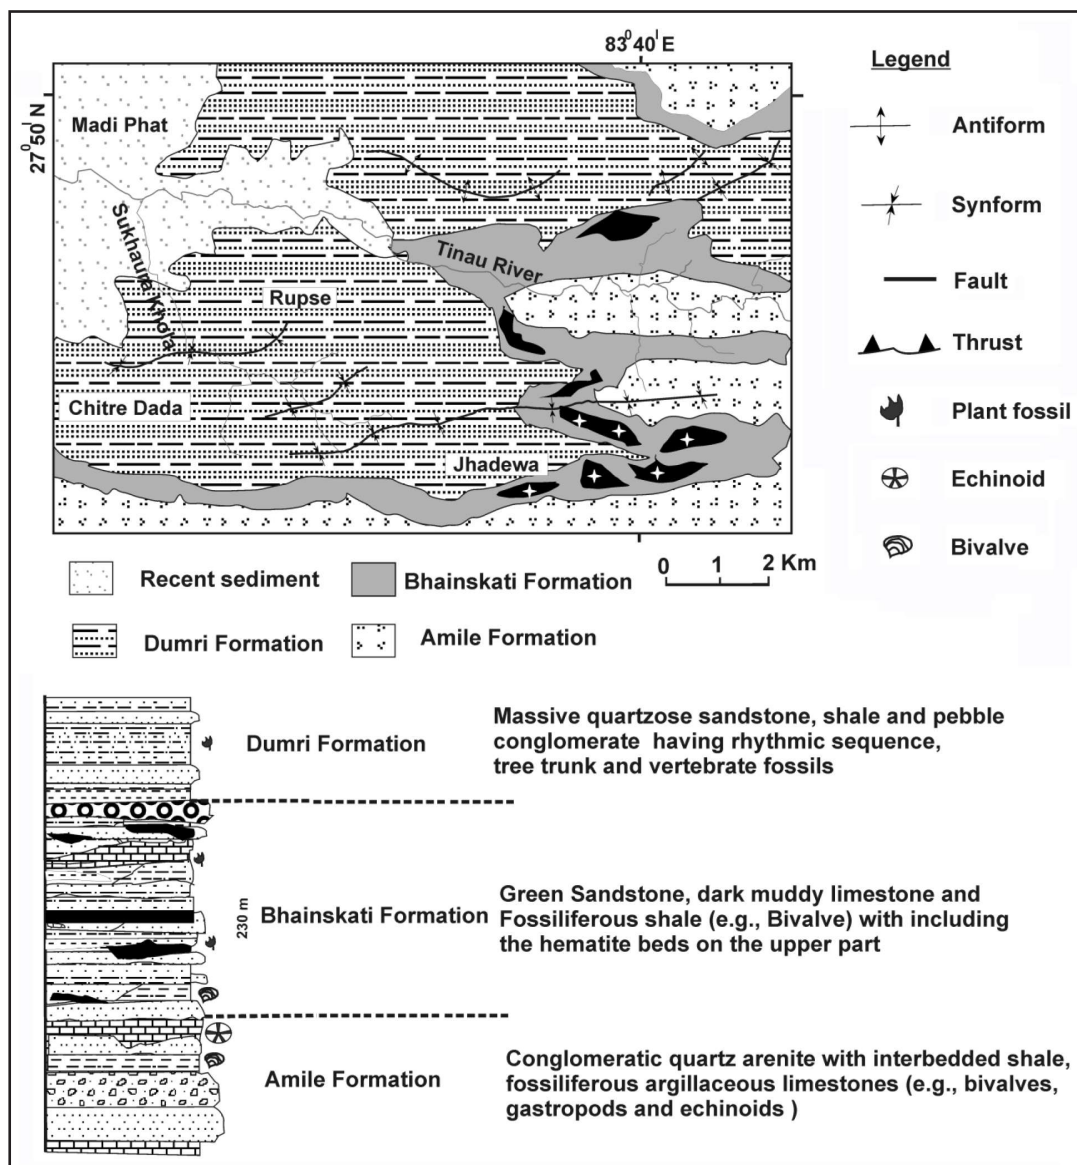 83°40' E
Legend
27°50' N
Madi Phat
Antiform
Synform
Sukhaura Khola
Tinau River
Rupse
Fault
Thrust
Chitre Dada
Plant fossil
Jhadewa
Echinoid
Bivalve
0 1 2 Km
Recent sediment
Bhainskati Formation
Dumri Formation
Amile Formation
Dumri Formation
Massive quartzose sandstone, shale and pebble
conglomerate having rhythmic sequence,
tree trunk and vertebrate fossils
230 m
Bhainskati Formation
Green Sandstone, dark muddy limestone and
Fossiliferous shale (e.g., Bivalve) with including
the hematite beds on the upper part
Amile Formation
Conglomeratic quartz arenite with interbedded shale,
fossiliferous argillaceous limestones (e.g., bivalves,
gastropods and echinoids )